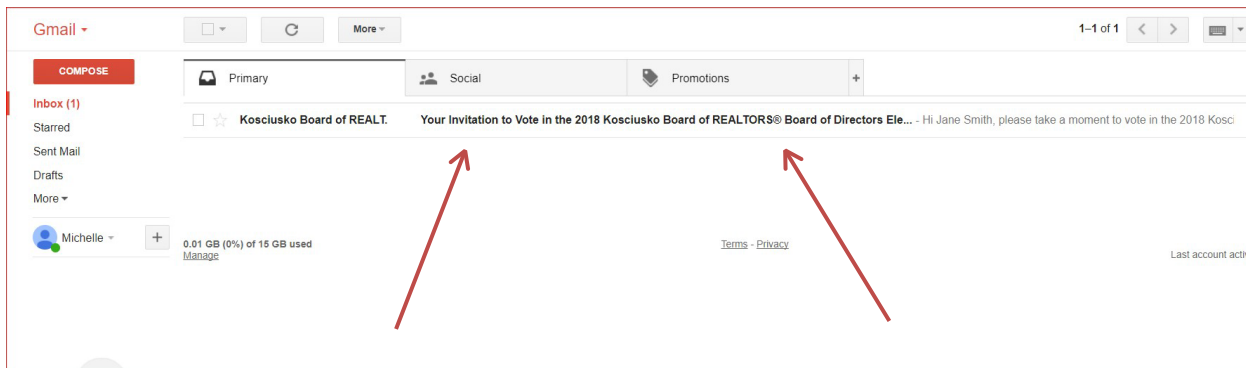 Gmail
More
1–1 of 1
COMPOSE
Primary
Social
Promotions
+
Inbox (1)
Starred
Sent Mail
Drafts
More
Kosciusko Board of REALT. Your Invitation to Vote in the 2018 Kosciusko Board of REALTORS® Board of Directors Ele... - Hi Jane Smith, please take a moment to vote in the 2018 Kosci
Michelle
+
0.01 GB (0%) of 15 GB used
Manage
Terms - Privacy
Last account acti